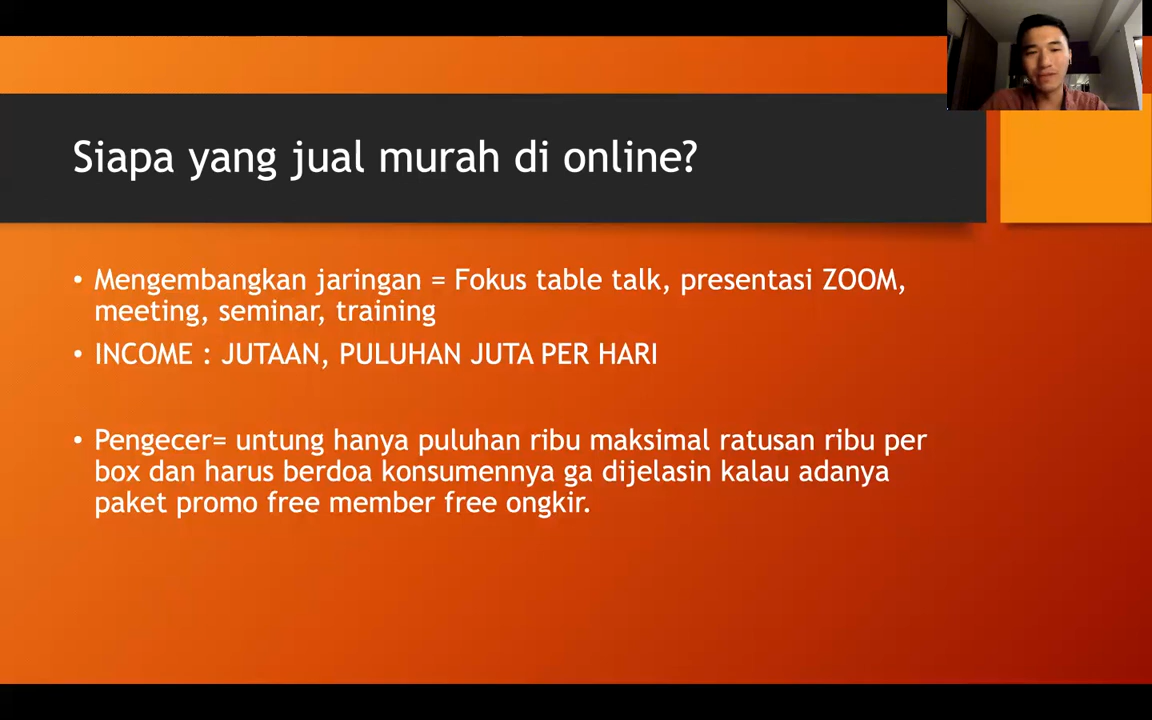 Siapa yang jual murah di online?
• Mengembangkan jaringan = Fokus table talk, presentasi ZOOM,
meeting, seminar, training
• INCOME : JUTAAN, PULUHAN JUTA PER HARI
• Pengecer= untung hanya puluhan ribu maksimal ratusan ribu per
box dan harus berdoa konsumennya ga dijelasin kalau adanya
paket promo free member free ongkir.